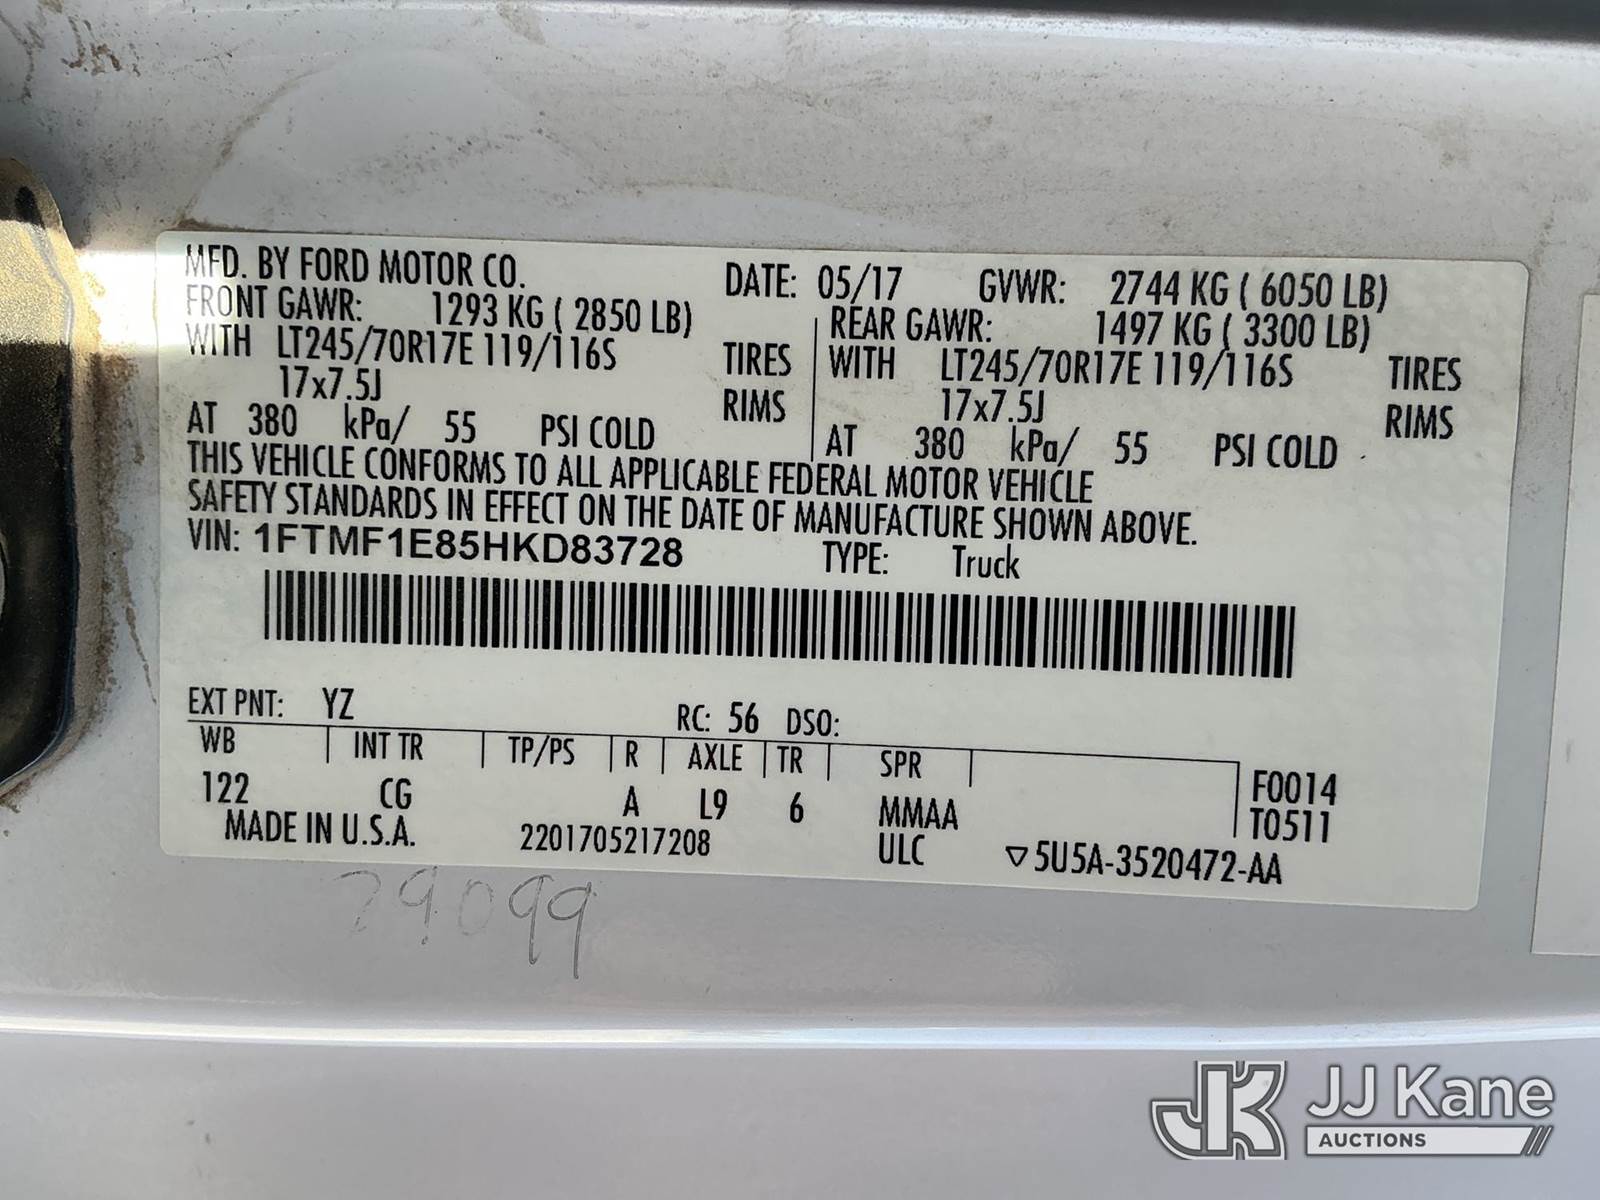 MFD. BY FORD MOTOR CO. DATE: 05/17 GVWR: 2744 KG ( 6050 LB)
FRONT GAWR: 1293 KG ( 2850 LB) REAR GAWR: 1497 KG ( 3300 LB)
WITH LT245/70R17E 119/116S TIRES WITH LT245/70R17E 119/116S TIRES
17x7.5J RIMS 17x7.5J RIMS
AT 380 kPa/ 55 PSI COLD AT 380 kPa/ 55 PSI COLD
THIS VEHICLE CONFORMS TO ALL APPLICABLE FEDERAL MOTOR VEHICLE
SAFETY STANDARDS IN EFFECT ON THE DATE OF MANUFACTURE SHOWN ABOVE.
VIN: 1FTMF1E85HKD83728 TYPE: Truck
EXT PNT: YZ RC: 56 DSO:
WB INT TR TP/PS R AXLE TR SPR
122 CG A L9 6 MMAA F0014
ULC T0511
MADE IN U.S.A. 2201705217208 ▽5U5A-3520472-AA
79099
JK JJ Kane
AUCTIONS